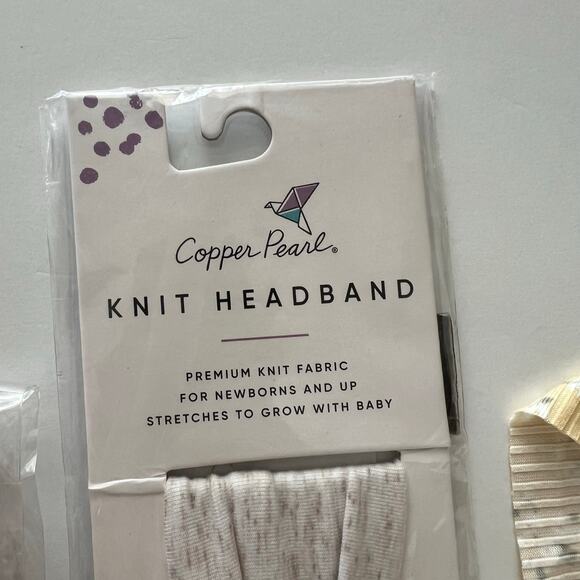 Copper Pearl®
KNIT HEADBAND
PREMIUM KNIT FABRIC
FOR NEWBORNS AND UP
STRETCHES TO GROW WITH BABY